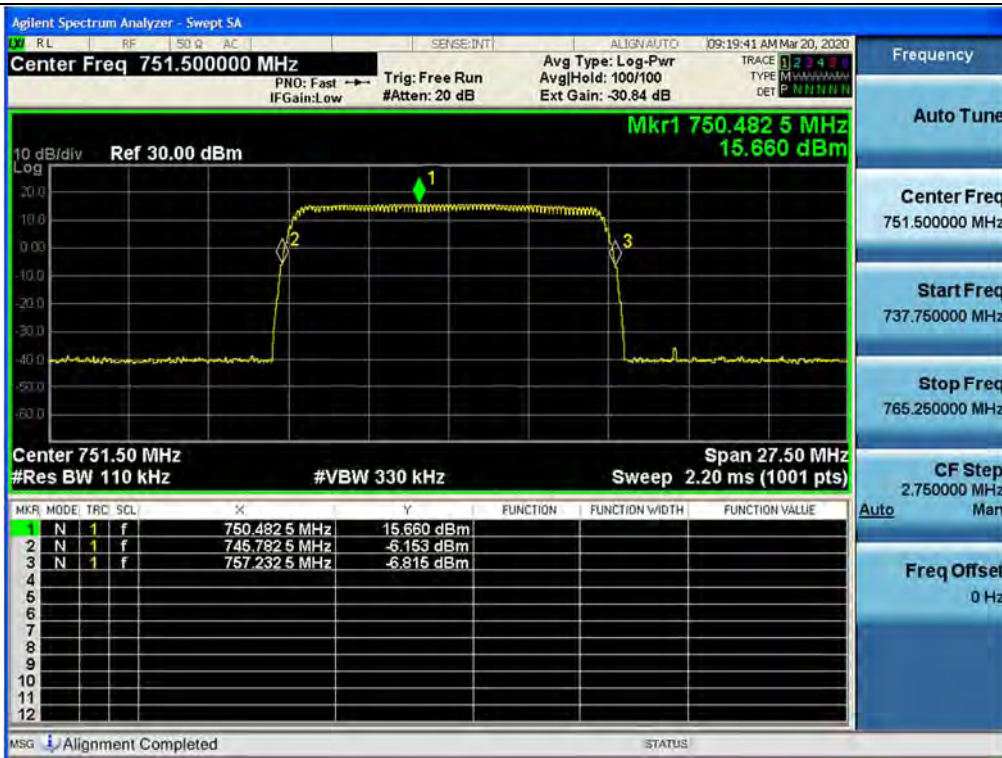 Agilent Spectrum Analyzer - Swept SA
LXI RL RF 50 Ω AC SENSE:INT ALIGNAUTO 09:19:41 AM Mar 20, 2020
Center Freq 751.500000 MHz
PNO: Fast
IFGain:Low
Trig: Free Run
#Atten: 20 dB
Avg Type: Log-Pwr
Avg|Hold: 100/100
Ext Gain: -30.84 dB
TRACE 1 2 3 4 5 6
TYPE M
DET P N N N N N
Mkr1 750.482 5 MHz
15.660 dBm
10 dB/div Ref 30.00 dBm
Log
20.0
10.0
0.00
-10.0
-20.0
-30.0
-40.0
-50.0
-60.0
1
2
3
Center 751.50 MHz Span 27.50 MHz
#Res BW 110 kHz #VBW 330 kHz Sweep 2.20 ms (1001 pts)
MKR MODE TRC SCL X Y FUNCTION FUNCTION WIDTH FUNCTION VALUE
1 N 1 f 750.482 5 MHz 15.660 dBm
2 N 1 f 745.782 5 MHz -6.153 dBm
3 N 1 f 757.232 5 MHz -6.815 dBm
4
5
6
7
8
9
10
11
12
MSG Alignment Completed STATUS
Frequency
Auto Tune
Center Freq
751.500000 MHz
Start Freq
737.750000 MHz
Stop Freq
765.250000 MHz
CF Step
2.750000 MHz
Auto Man
Freq Offset
0 Hz